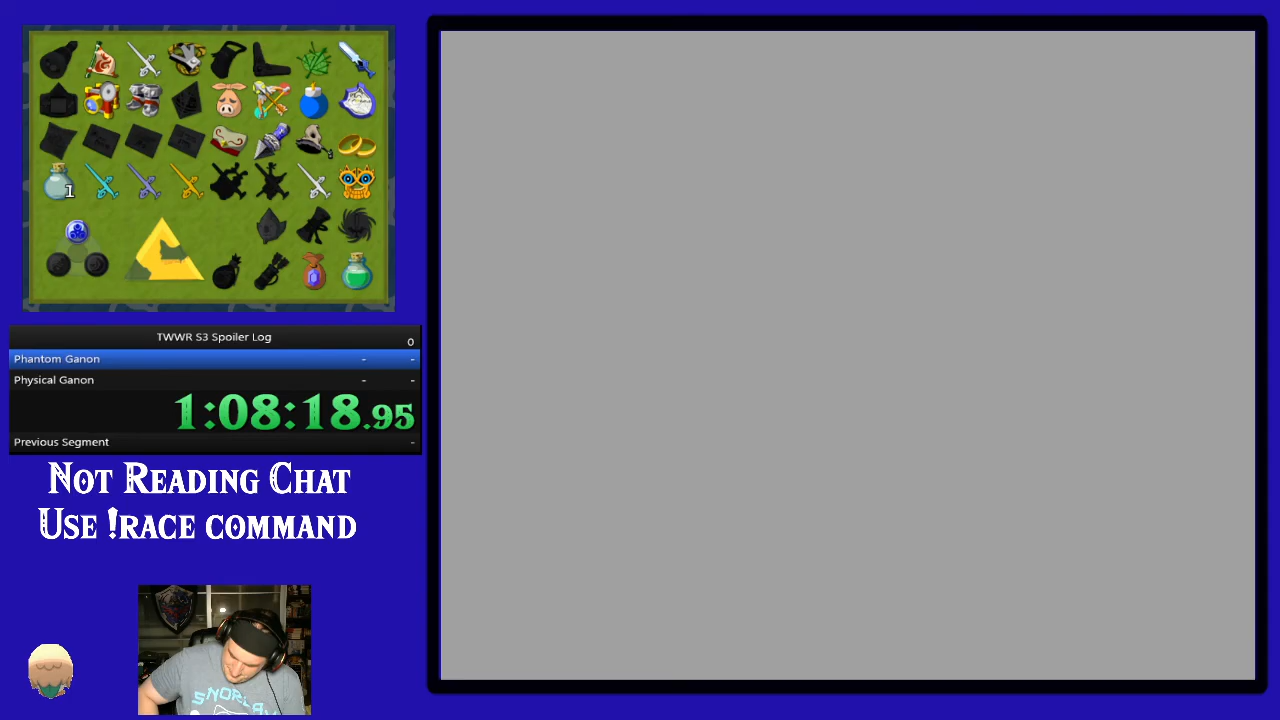 1
TWWR S3 Spoiler Log
0
Phantom Ganon - -
Physical Ganon - -
1:08:18.95
Previous Segment -
NOT READING CHAT
USE !RACE COMMAND